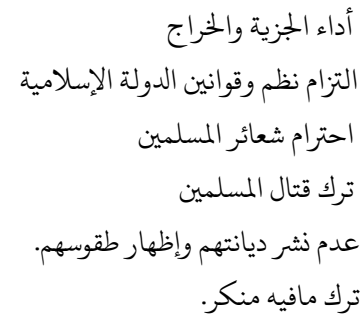 أداء الجزية والخراج
التزام نظم وقوانين الدولة الإسلامية
احترام شعائر المسلمين
ترك قتال المسلمين
عدم نشر ديانتهم وإظهار طقوسهم.
ترك مافيه منكر.